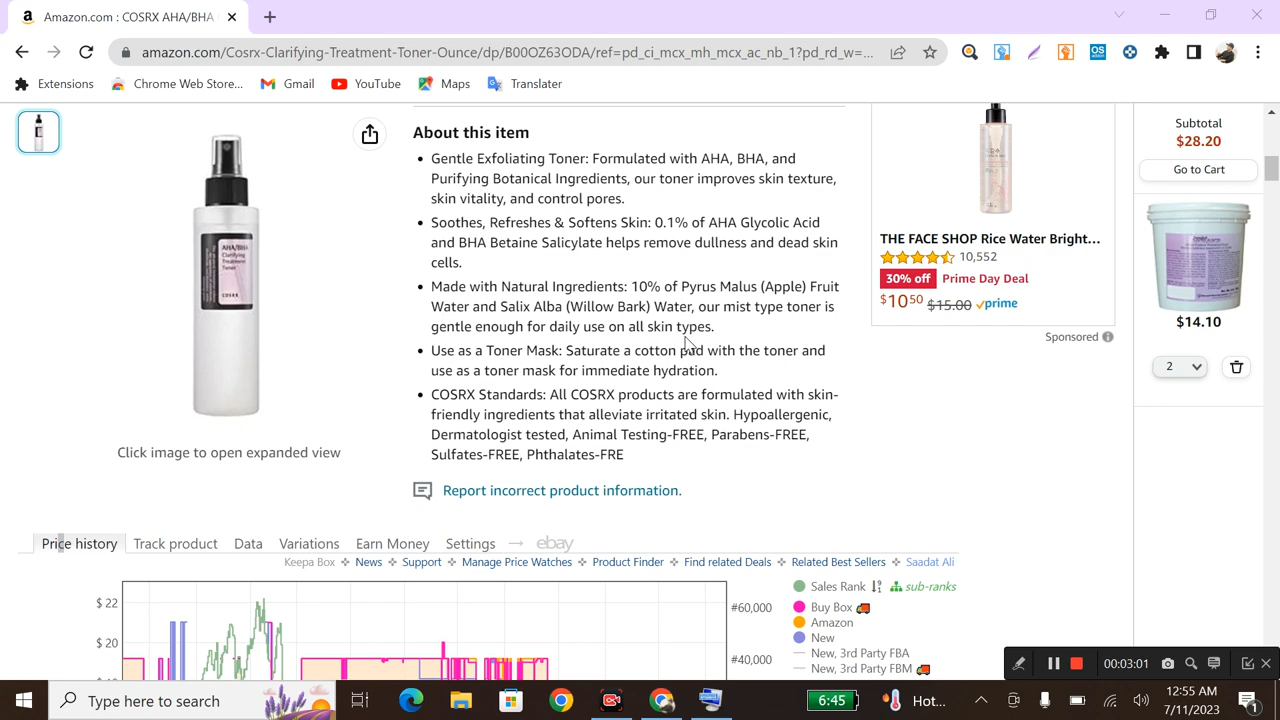 Amazon.com : COSRX AHA/BHA
amazon.com/Cosrx-Clarifying-Treatment-Toner-Ounce/dp/B00OZ63ODA/ref=pd_ci_mcx_mh_mcx_ac_nb_1?pd_rd_w=...
Extensions Chrome Web Store... Gmail YouTube Maps Translater
About this item
Gentle Exfoliating Toner: Formulated with AHA, BHA, and
Purifying Botanical Ingredients, our toner improves skin texture,
skin vitality, and control pores.
Soothes, Refreshes & Softens Skin: 0.1% of AHA Glycolic Acid
and BHA Betaine Salicylate helps remove dullness and dead skin
cells.
Made with Natural Ingredients: 10% of Pyrus Malus (Apple) Fruit
Water and Salix Alba (Willow Bark) Water, our mist type toner is
gentle enough for daily use on all skin types.
Use as a Toner Mask: Saturate a cotton pad with the toner and
use as a toner mask for immediate hydration.
COSRX Standards: All COSRX products are formulated with skin-
friendly ingredients that alleviate irritated skin. Hypoallergenic,
Dermatologist tested, Animal Testing-FREE, Parabens-FREE,
Sulfates-FREE, Phthalates-FRE
Report incorrect product information.
AHA/BHA
Clarifying
Treatment
Toner
COSRX
Click image to open expanded view
THE FACE SHOP Rice Water Bright...
10,552
30% off Prime Day Deal
$10.50 $15.00 prime
Sponsored
Subtotal
$28.20
Go to Cart
$14.10
2
Price history Track product Data Variations Earn Money Settings → ebay
Keepa Box News Support Manage Price Watches Product Finder Find related Deals Related Best Sellers Saadat Ali
$ 22
$ 20
#60,000
#40,000
Sales Rank sub-ranks
Buy Box
Amazon
New
New, 3rd Party FBA
New, 3rd Party FBM
00:03:01
Type here to search
6:45
Hot...
12:55 AM
7/11/2023